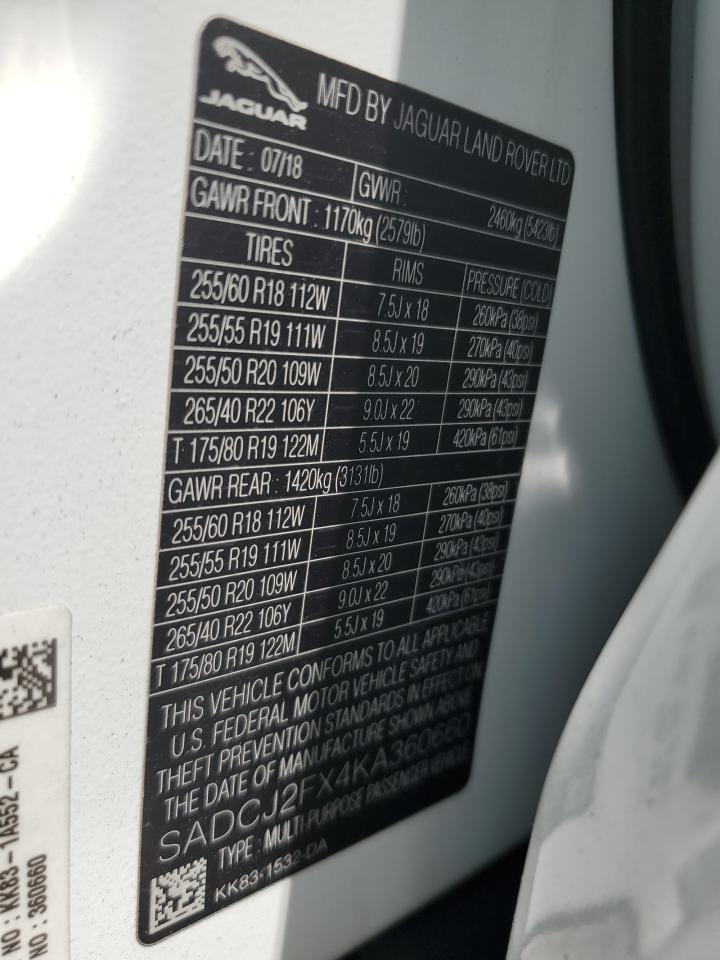 JAGUAR
MFD BY JAGUAR LAND ROVER LTD
DATE : 07/18 GVWR : 2460kg (5423lb)
GAWR FRONT : 1170kg (2579lb)
TIRES RIMS PRESSURE (COLD)
255/60 R18 112W 7.5J x 18 260kPa (38psi)
255/55 R19 111W 8.5J x 19 270kPa (40psi)
255/50 R20 109W 8.5J x 20 290kPa (43psi)
265/40 R22 106Y 9.0J x 22 290kPa (43psi)
T 175/80 R19 122M 5.5J x 19 420kPa (61psi)
GAWR REAR : 1420kg (3131lb)
255/60 R18 112W 7.5J x 18 260kPa (38psi)
255/55 R19 111W 8.5J x 19 270kPa (40psi)
255/50 R20 109W 8.5J x 20 290kPa (43psi)
265/40 R22 106Y 9.0J x 22 290kPa (43psi)
T 175/80 R19 122M 5.5J x 19 420kPa (61psi)
THIS VEHICLE CONFORMS TO ALL APPLICABLE
U.S. FEDERAL MOTOR VEHICLE SAFETY AND
THEFT PREVENTION STANDARDS IN EFFECT ON
THE DATE OF MANUFACTURE SHOWN ABOVE
SADCJ2FX4KA360660
TYPE : MULTI-PURPOSE PASSENGER VEHICLE
KK83-1532-DA
NO : KK83-1A552-CA
NO : 360660